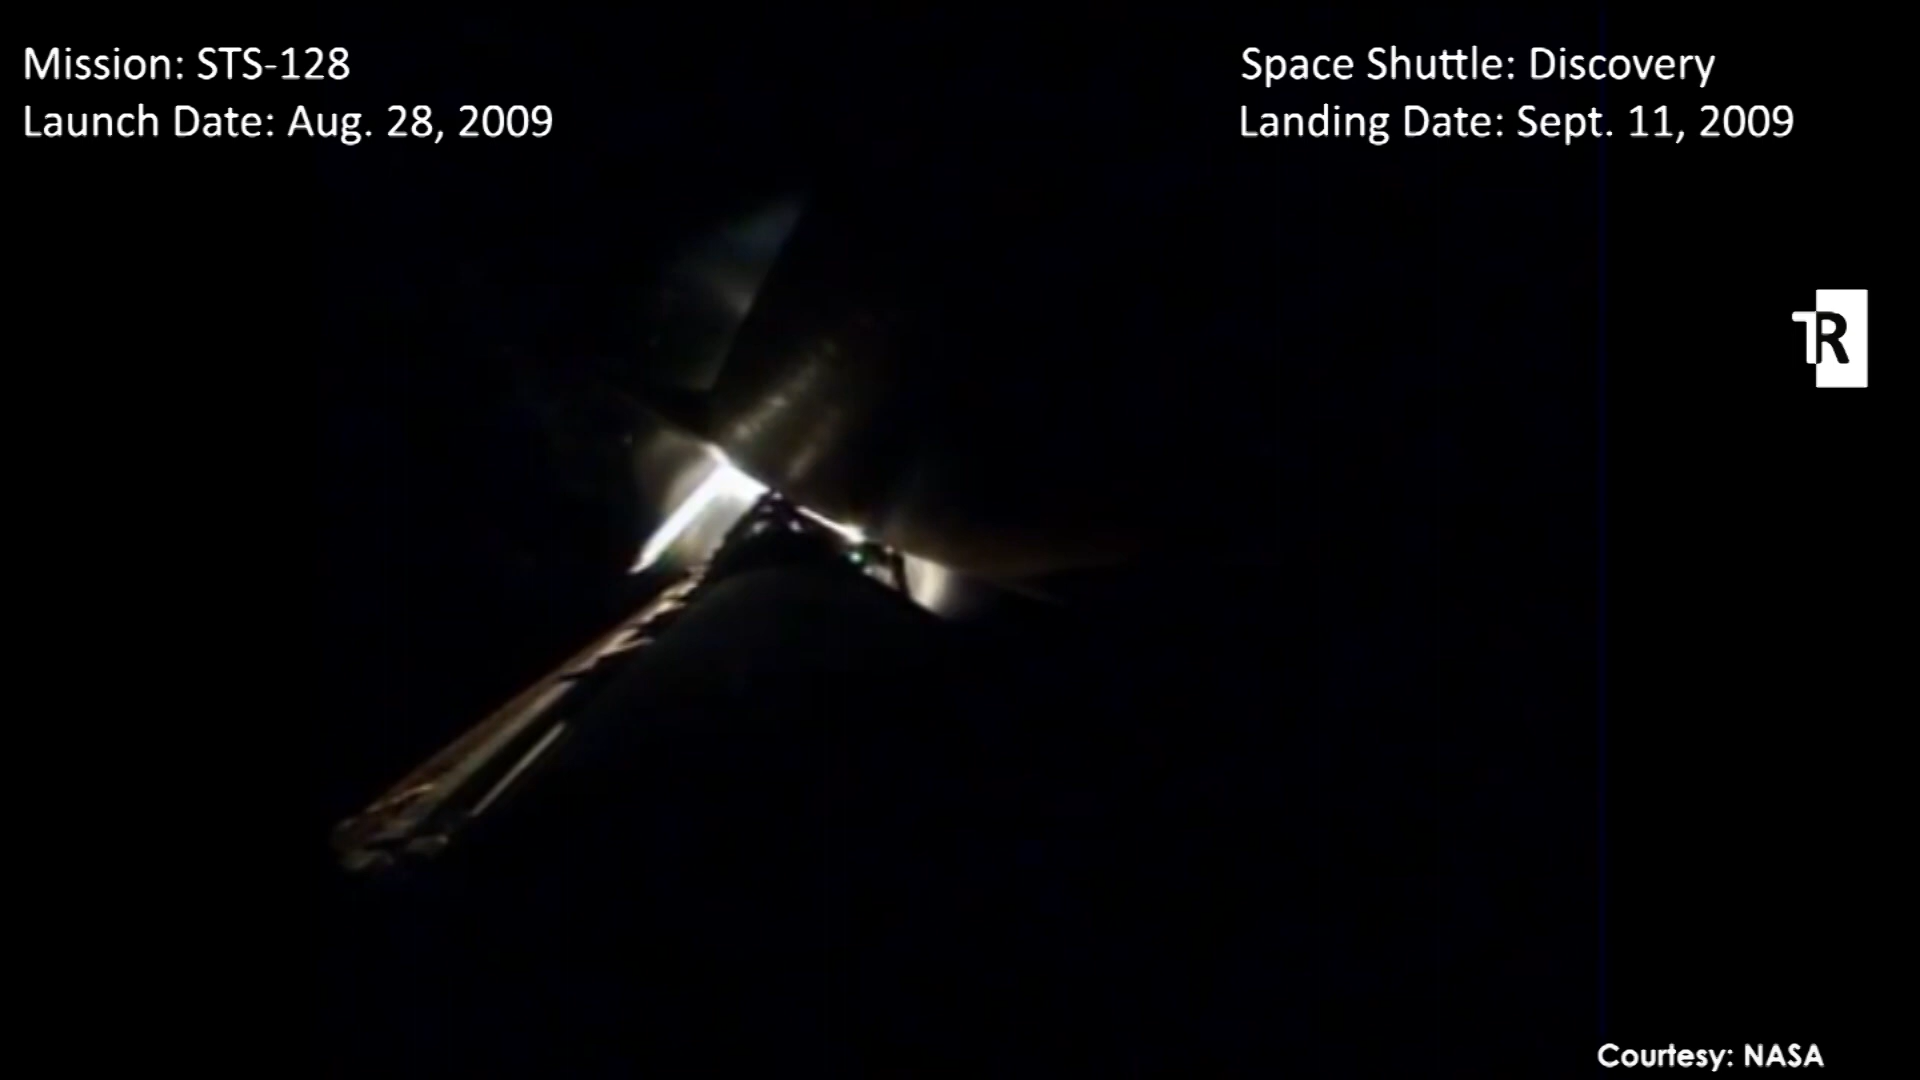 Mission: STS-128
Launch Date: Aug. 28, 2009
Space Shuttle: Discovery
Landing Date: Sept. 11, 2009
TR
Courtesy: NASA